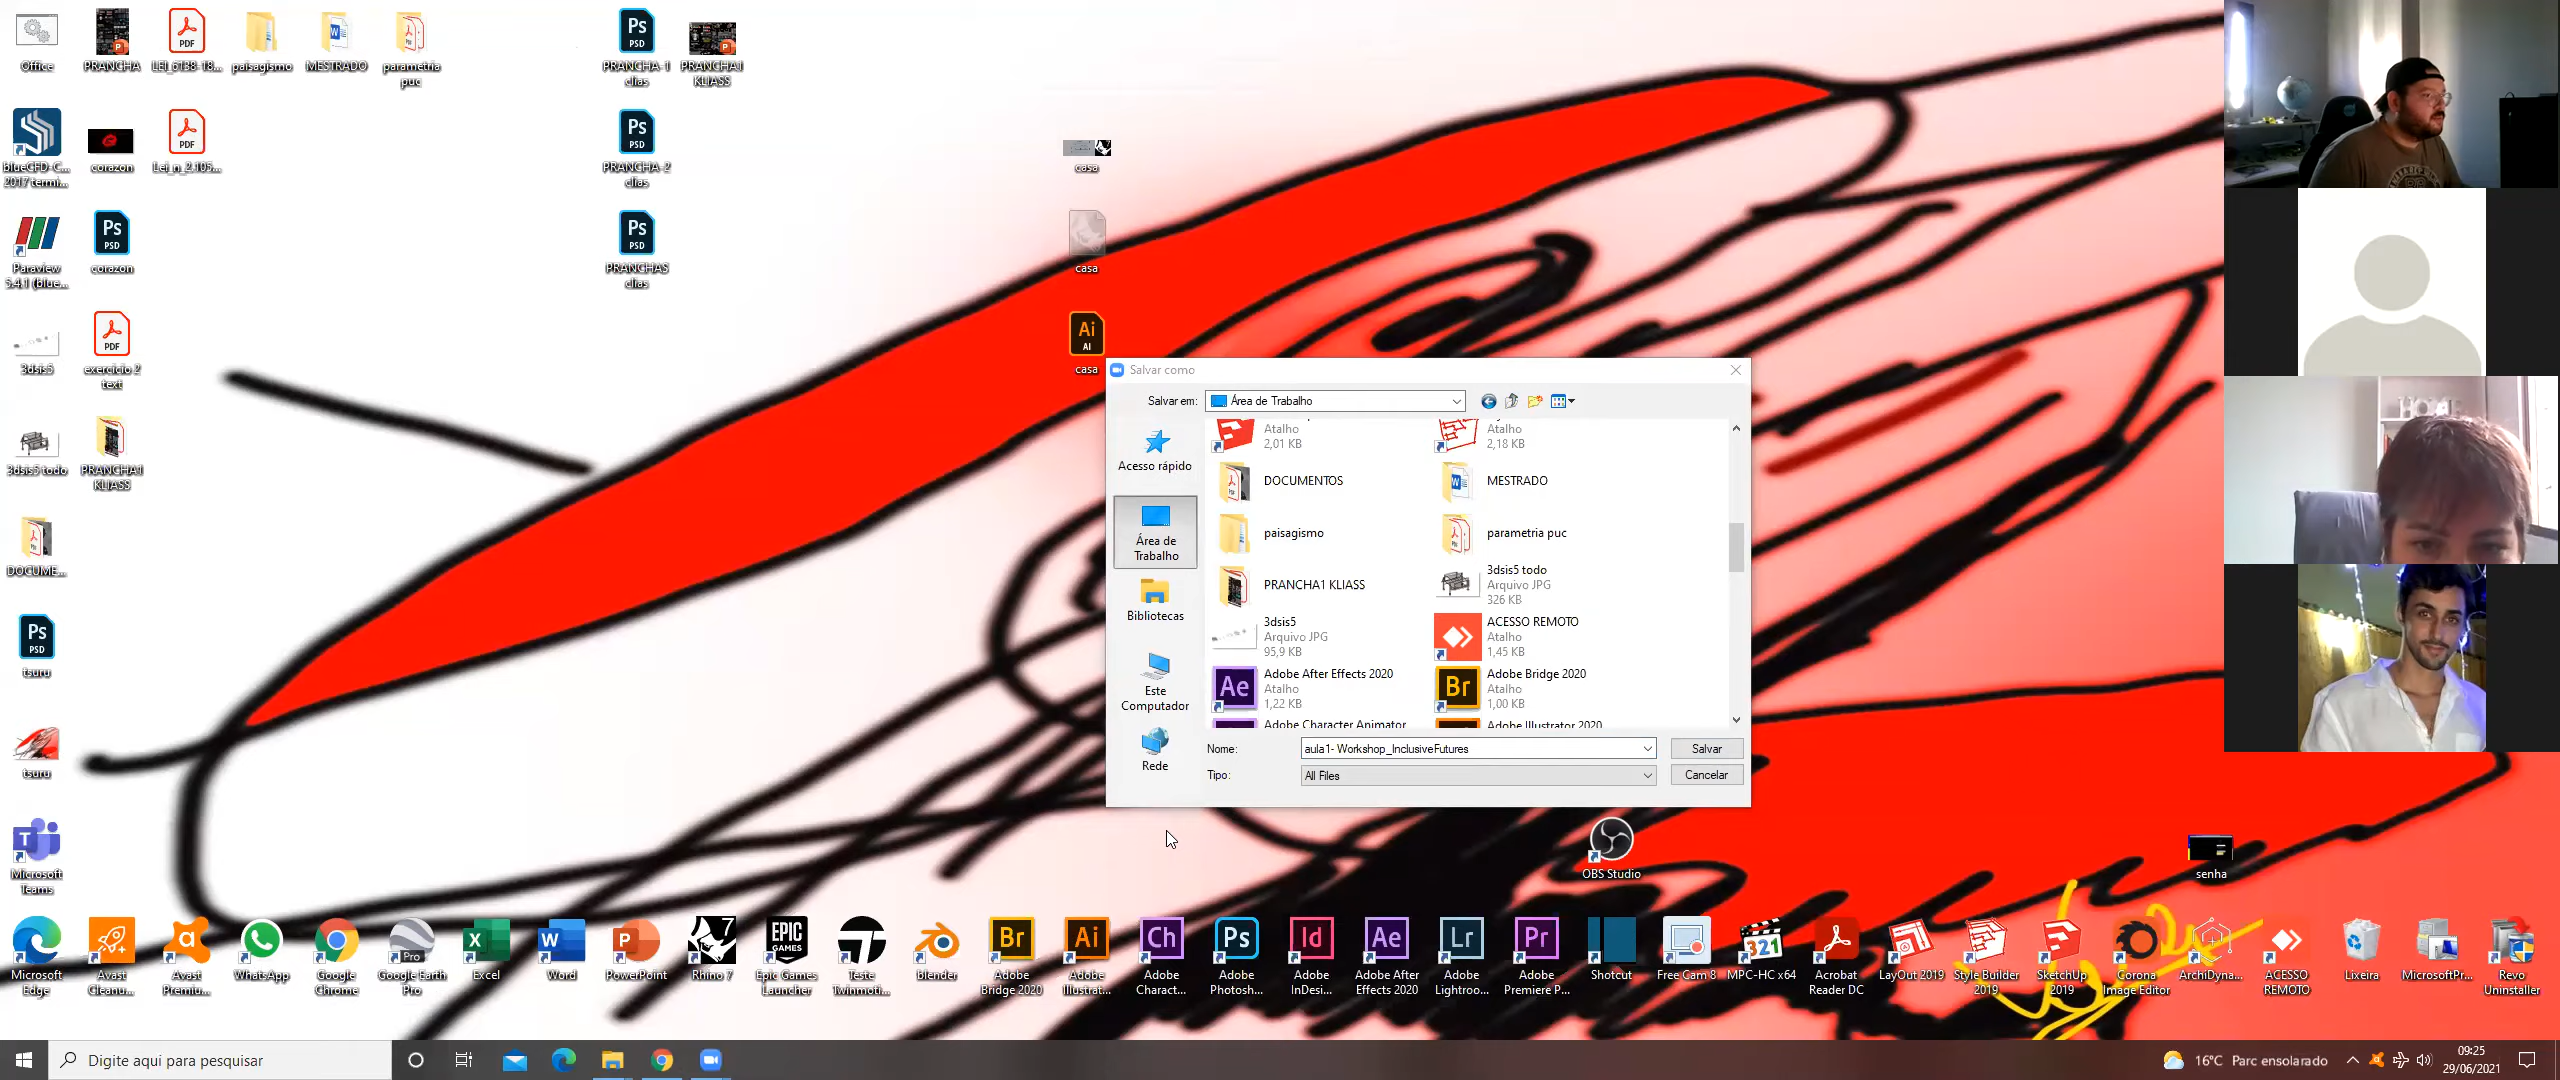 Office
PRANCHA
LEI_6138-18...
paisagismo
MESTRADO
parametria
puc
PRANCHA-1
clias
PRANCHA1
KLIASS
blueCFD-C...
2017 termi...
corazon
Lei_n_2.105...
PRANCHA-2
clias
casa
Paraview
5.4.1 (blue...
corazon
PRANCHAS
clias
casa
3dsis5
exercicio 2
text
casa
3dsis5 todo
PRANCHA1
KLIASS
DOCUME...
tsuru
tsuru
Microsoft
Teams
Salvar como
Salvar em:
Área de Trabalho
Acesso rápido
Área de
Trabalho
Bibliotecas
Este
Computador
Rede
Atalho
2,01 KB
Atalho
2,18 KB
DOCUMENTOS
MESTRADO
paisagismo
parametria puc
PRANCHA1 KLIASS
3dsis5 todo
Arquivo JPG
326 KB
3dsis5
Arquivo JPG
95,9 KB
ACESSO REMOTO
Atalho
1,45 KB
Adobe After Effects 2020
Atalho
1,22 KB
Adobe Bridge 2020
Atalho
1,00 KB
Adobe Character Animator
Adobe Illustrator 2020
Nome:
aula1- Workshop_InclusiveFutures
Salvar
Tipo:
All Files
Cancelar
OBS Studio
senha
HOME
Microsoft
Edge
Avast
Cleanu...
Avast
Premiu...
WhatsApp
Google
Chrome
Google Earth
Pro
Excel
Word
PowerPoint
Rhino 7
Epic Games
Launcher
Teste
Twinmoti...
blender
Adobe
Bridge 2020
Adobe
Illustrat...
Adobe
Charact...
Adobe
Photosh...
Adobe
InDesi...
Adobe After
Effects 2020
Adobe
Lightroo...
Adobe
Premiere P...
Shotcut
Free Cam 8
MPC-HC x64
Acrobat
Reader DC
LayOut 2019
Style Builder
2019
SketchUp
2019
Corona
Image Editor
ArchiDyna...
ACESSO
REMOTO
Lixeira
MicrosoftPr...
Revo
Uninstaller
Digite aqui para pesquisar
16°C Parc ensolarado
09:25
29/06/2021